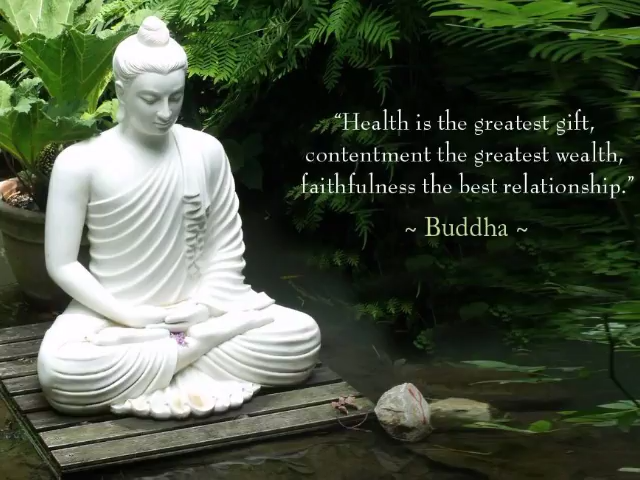 “Health is the greatest gift,
contentment the greatest wealth,
faithfulness the best relationship.”
~ Buddha ~